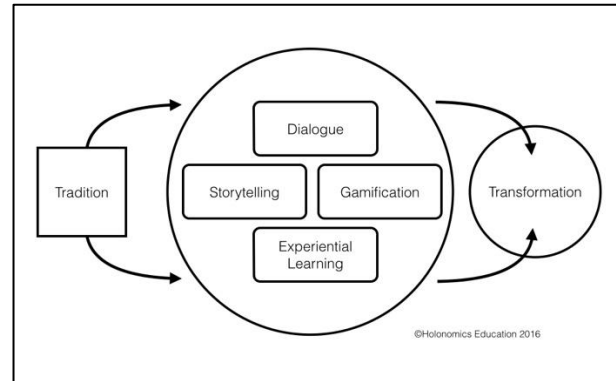 Dialogue
Tradition
Storytelling
Gamification
Transformation
Experiential
Learning
©Holonomics Education 2016